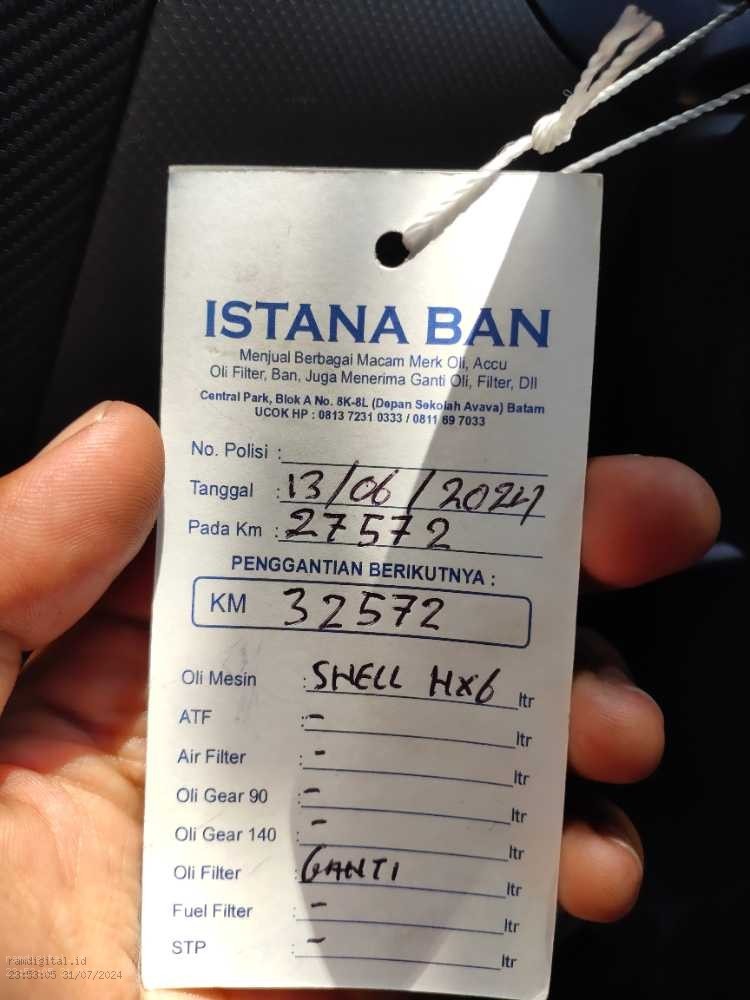 ISTANA BAN
Menjual Berbagai Macam Merk Oli, Accu
Oli Filter, Ban, Juga Menerima Ganti Oli, Filter, Dll
Central Park, Blok A No. 8K-8L (Depan Sekolah Avava) Batam
UCOK HP : 0813 7231 0333 / 0811 69 7033
No. Polisi :
Tanggal : 13/06/2024
Pada Km : 27572
PENGGANTIAN BERIKUTNYA :
KM 32572
Oli Mesin : SHELL HX6 ltr
ATF : - ltr
Air Filter : - ltr
Oli Gear 90 : - ltr
Oli Gear 140 : - ltr
Oli Filter : GANTI ltr
Fuel Filter : - ltr
STP : - ltr
ramdigital.id
23:53:05 31/07/2024